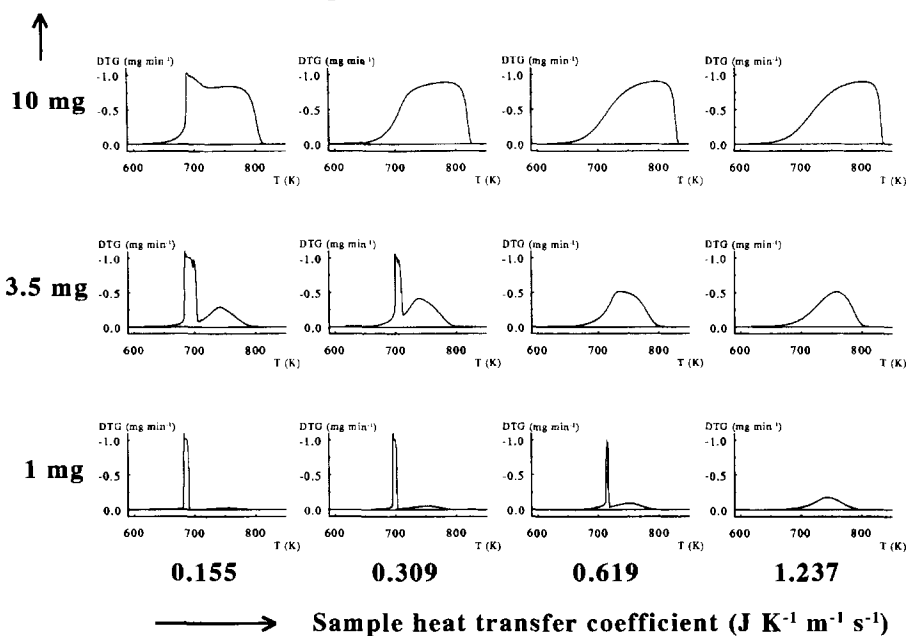 DTG (mg min⁻¹) DTG (mg min⁻¹) DTG (mg min⁻¹) DTG (mg min⁻¹)
-1.0 -1.0 -1.0 -1.0
10 mg -0.5 -0.5 -0.5 -0.5
0.0 0.0 0.0 0.0
600 700 800 600 700 800 600 700 800 600 700 800
T (K) T (K) T (K) T (K)
DTG (mg min⁻¹) DTG (mg min⁻¹) DTG (mg min⁻¹) DTG (mg min⁻¹)
-1.0 -1.0 -1.0 -1.0
3.5 mg -0.5 -0.5 -0.5 -0.5
0.0 0.0 0.0 0.0
600 700 800 600 700 800 600 700 800 600 700 800
T (K) T (K) T (K) T (K)
DTG (mg min⁻¹) DTG (mg min⁻¹) DTG (mg min⁻¹) DTG (mg min⁻¹)
-1.0 -1.0 -1.0 -1.0
1 mg -0.5 -0.5 -0.5 -0.5
0.0 0.0 0.0 0.0
600 700 800 600 700 800 600 700 800 600 700 800
T (K) T (K) T (K) T (K)
0.155 0.309 0.619 1.237
Sample heat transfer coefficient (J K⁻¹ m⁻¹ s⁻¹)